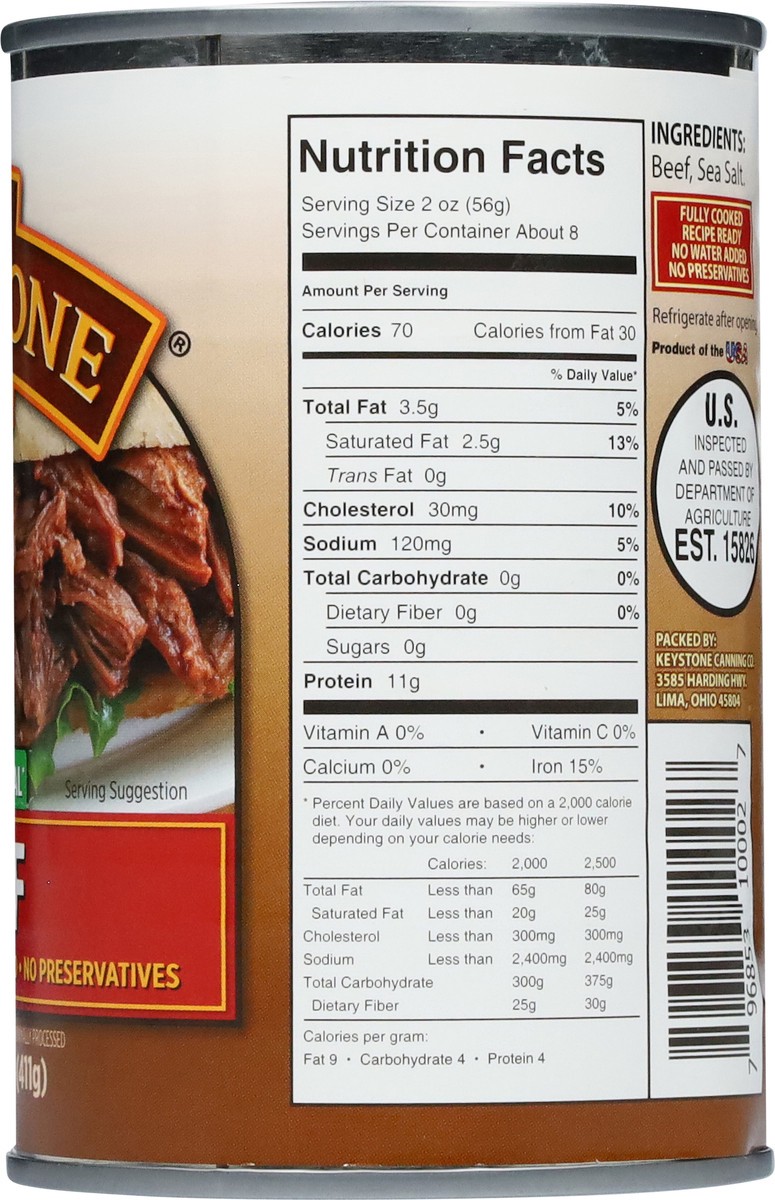 ONE
®
Serving Suggestion
• NO PRESERVATIVES
PROCESSED
(411g)
Nutrition Facts
Serving Size 2 oz (56g)
Servings Per Container About 8
Amount Per Serving
Calories 70 Calories from Fat 30
% Daily Value*
Total Fat 3.5g 5%
Saturated Fat 2.5g 13%
Trans Fat 0g
Cholesterol 30mg 10%
Sodium 120mg 5%
Total Carbohydrate 0g 0%
Dietary Fiber 0g 0%
Sugars 0g
Protein 11g
Vitamin A 0% • Vitamin C 0%
Calcium 0% • Iron 15%
* Percent Daily Values are based on a 2,000 calorie
diet. Your daily values may be higher or lower
depending on your calorie needs:
Calories: 2,000 2,500
Total Fat Less than 65g 80g
Saturated Fat Less than 20g 25g
Cholesterol Less than 300mg 300mg
Sodium Less than 2,400mg 2,400mg
Total Carbohydrate 300g 375g
Dietary Fiber 25g 30g
Calories per gram:
Fat 9 • Carbohydrate 4 • Protein 4
INGREDIENTS:
Beef, Sea Salt.
FULLY COOKED
RECIPE READY
NO WATER ADDED
NO PRESERVATIVES
Refrigerate after opening
Product of the USA
U.S.
INSPECTED
AND PASSED BY
DEPARTMENT OF
AGRICULTURE
EST. 15826
PACKED BY:
KEYSTONE CANNING CO.
3585 HARDING HWY.
LIMA, OHIO 45804
7 96853 10002 7